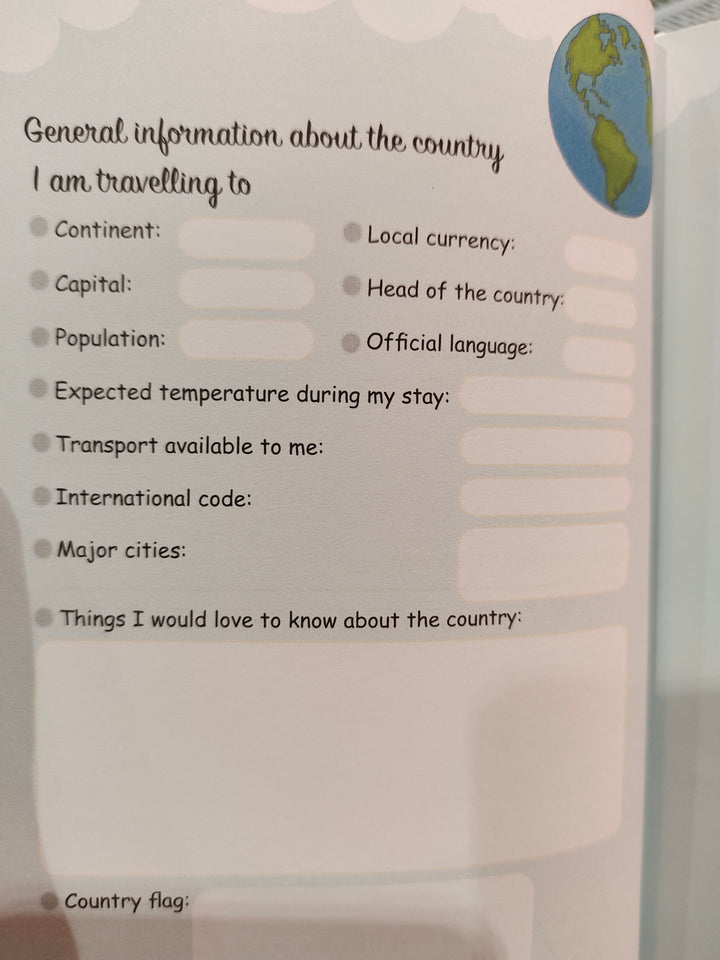 General information about the country
I am travelling to
Continent:
Local currency:
Capital:
Head of the country:
Population:
Official language:
Expected temperature during my stay:
Transport available to me:
International code:
Major cities:
Things I would love to know about the country:
Country flag: